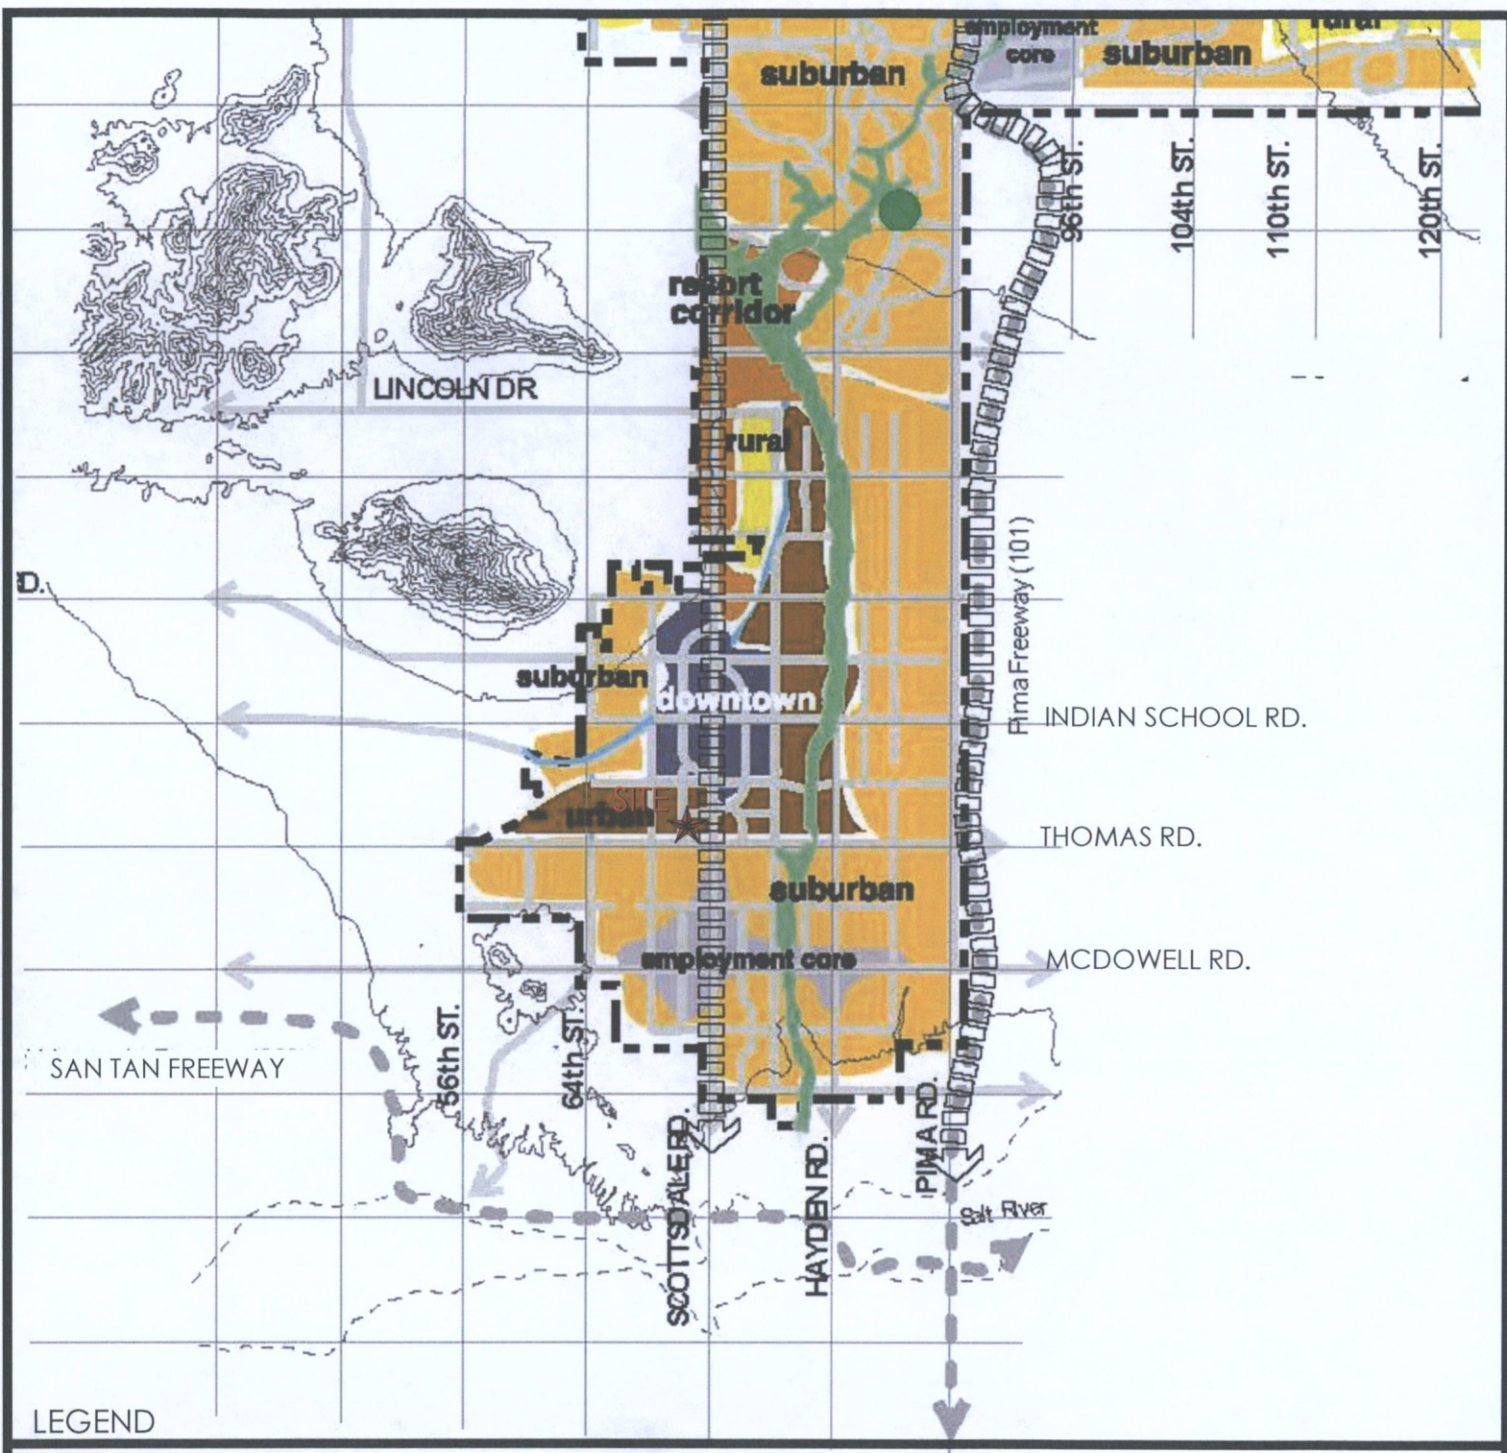 employment
core
suburban
suburban
rural
96th ST.
104th ST.
110th ST.
120th ST.
resort
corridor
LINCOLN DR
rural
D.
Pima Freeway (101)
suburban
downtown
INDIAN SCHOOL RD.
SITE
urban
THOMAS RD.
suburban
employment core
MCDOWELL RD.
SAN TAN FREEWAY
56th ST.
64th ST.
SCOTTSDALE RD.
HAYDEN RD.
PIMA RD.
Salt River
LEGEND